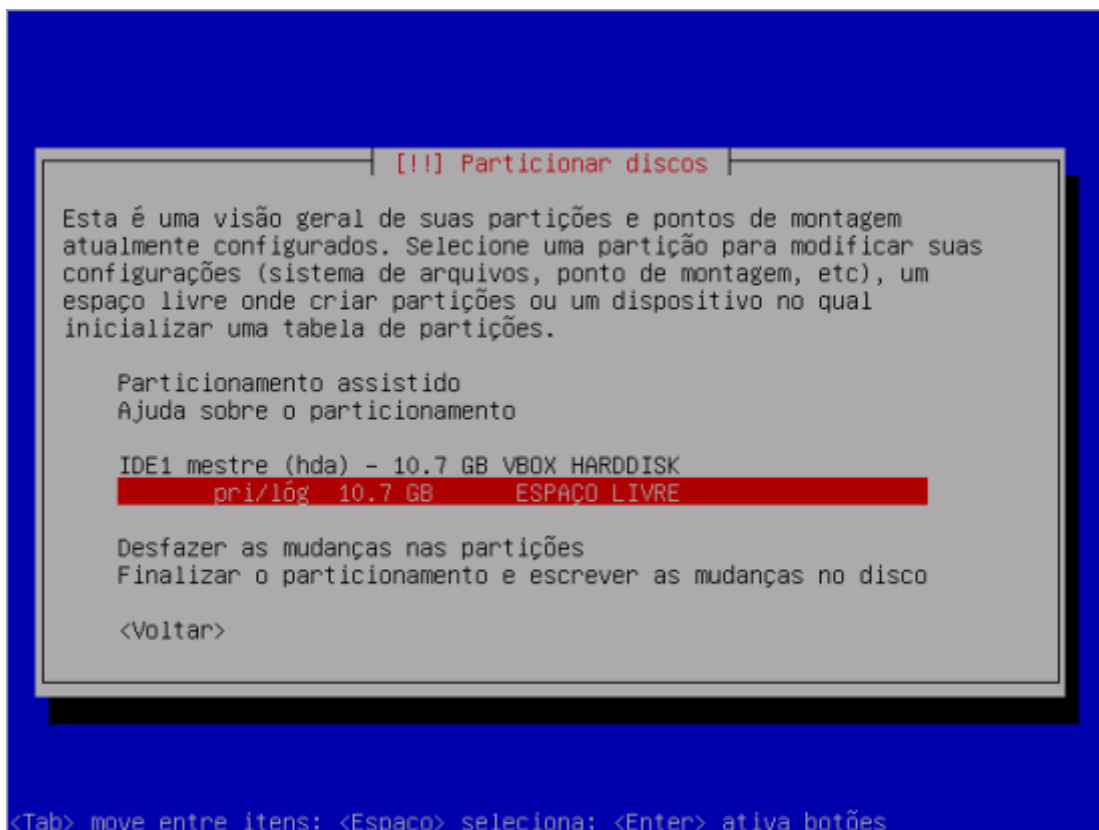 [!!] Particionar discos
Esta é uma visão geral de suas partições e pontos de montagem
atualmente configurados. Selecione uma partição para modificar suas
configurações (sistema de arquivos, ponto de montagem, etc), um
espaço livre onde criar partições ou um dispositivo no qual
inicializar uma tabela de partições.
Particionamento assistido
Ajuda sobre o particionamento
IDE1 mestre (hda) - 10.7 GB VBOX HARDDISK
pri/lóg 10.7 GB ESPAÇO LIVRE
Desfazer as mudanças nas partições
Finalizar o particionamento e escrever as mudanças no disco
<Voltar>
<Tab> move entre itens; <Espaço> seleciona; <Enter> ativa botões